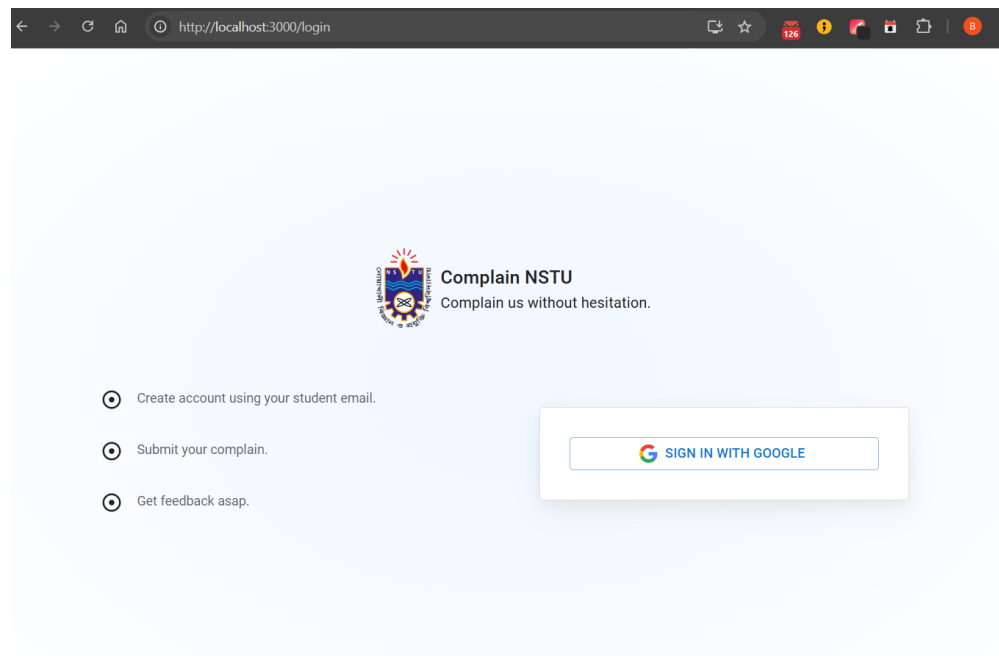 http://localhost:3000/login
126
B
NSTU
Complain NSTU
Complain us without hesitation.
Create account using your student email.
Submit your complain.
Get feedback asap.
SIGN IN WITH GOOGLE